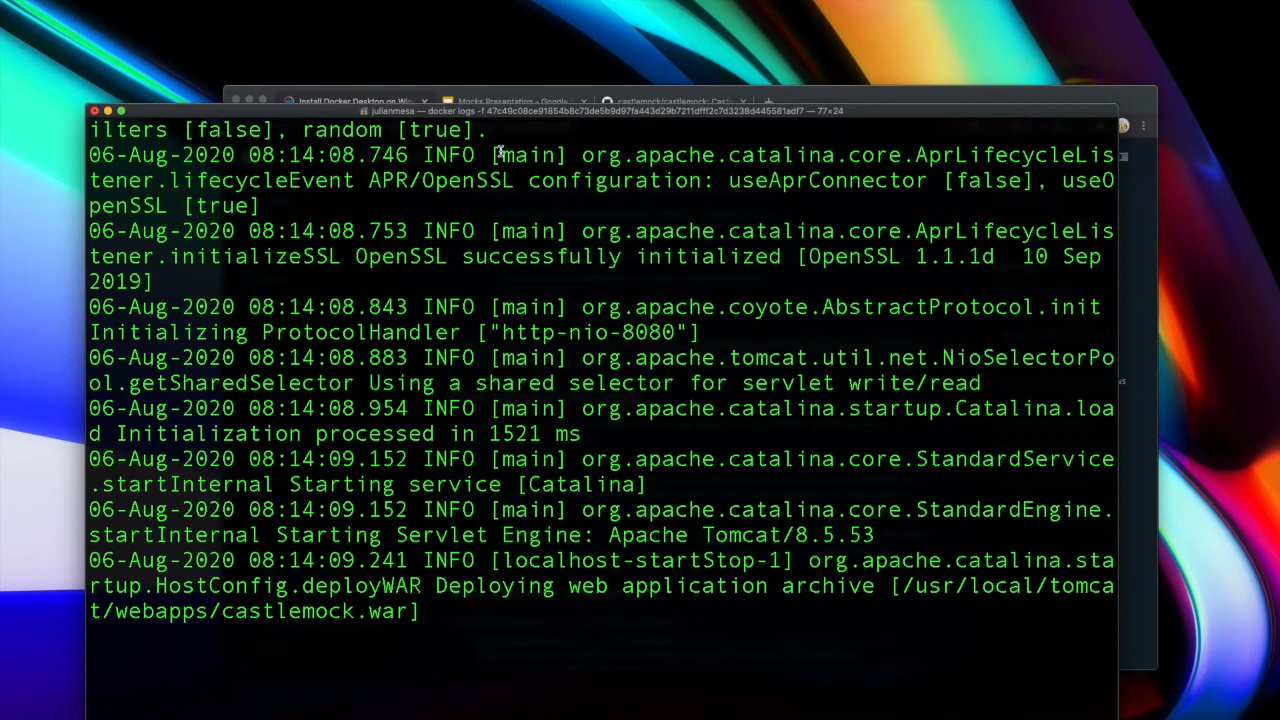 Install Docker Desktop on Win
Mocks Presentation - Google
castlemock/castlemock: Castl
julianmesa — docker logs -f 47c49c08ce91854b8c73de5b9d97fa443d29b7211dfff2c7d3238d445581adf7 — 77×24
ilters [false], random [true].
06-Aug-2020 08:14:08.746 INFO [main] org.apache.catalina.core.AprLifecycleLis
tener.lifecycleEvent APR/OpenSSL configuration: useAprConnector [false], useO
penSSL [true]
06-Aug-2020 08:14:08.753 INFO [main] org.apache.catalina.core.AprLifecycleLis
tener.initializeSSL OpenSSL successfully initialized [OpenSSL 1.1.1d  10 Sep
2019]
06-Aug-2020 08:14:08.843 INFO [main] org.apache.coyote.AbstractProtocol.init
Initializing ProtocolHandler ["http-nio-8080"]
06-Aug-2020 08:14:08.883 INFO [main] org.apache.tomcat.util.net.NioSelectorPo
ol.getSharedSelector Using a shared selector for servlet write/read
06-Aug-2020 08:14:08.954 INFO [main] org.apache.catalina.startup.Catalina.loa
d Initialization processed in 1521 ms
06-Aug-2020 08:14:09.152 INFO [main] org.apache.catalina.core.StandardService
.startInternal Starting service [Catalina]
06-Aug-2020 08:14:09.152 INFO [main] org.apache.catalina.core.StandardEngine.
startInternal Starting Servlet Engine: Apache Tomcat/8.5.53
06-Aug-2020 08:14:09.241 INFO [localhost-startStop-1] org.apache.catalina.sta
rtup.HostConfig.deployWAR Deploying web application archive [/usr/local/tomca
t/webapps/castlemock.war]